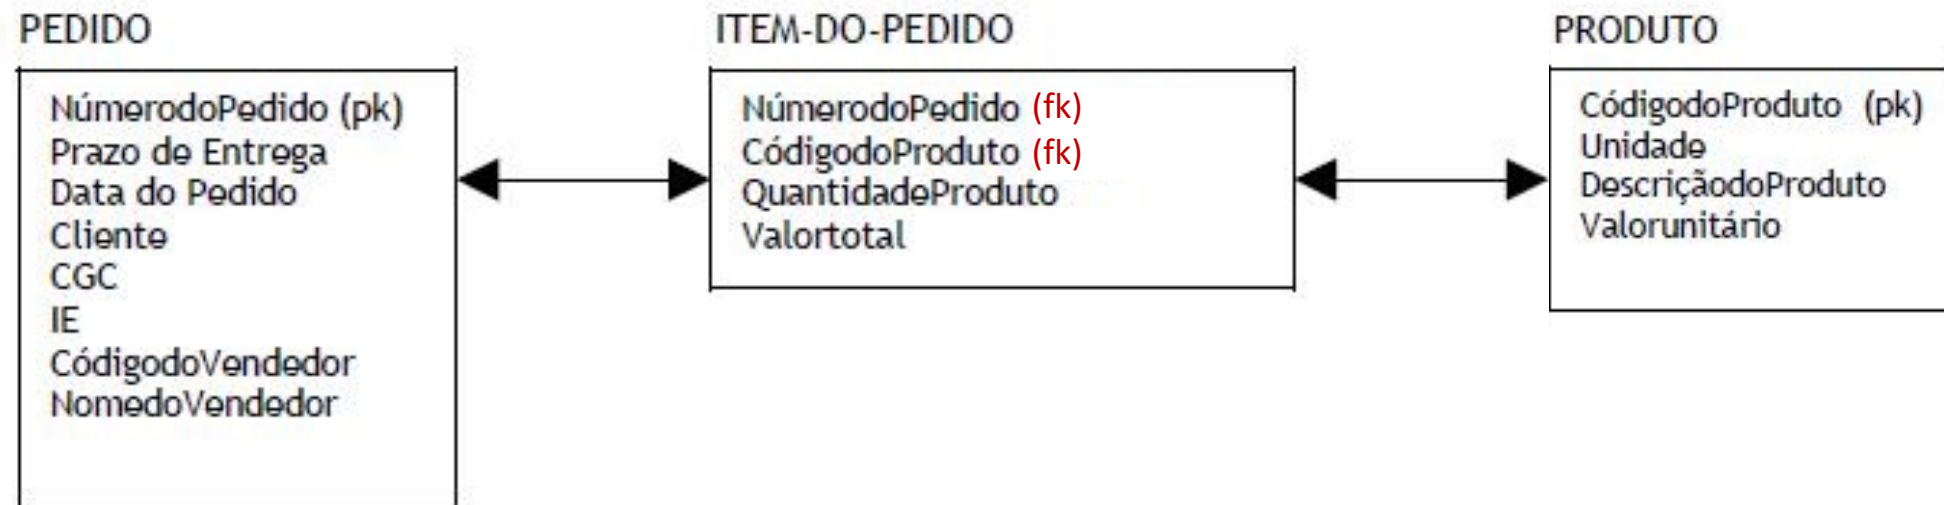 PEDIDO
NúmerodoPedido (pk)
Prazo de Entrega
Data do Pedido
Cliente
CGC
IE
CódigodoVendedor
NomedoVendedor
ITEM-DO-PEDIDO
NúmerodoPedido (fk)
CódigodoProduto (fk)
QuantidadeProduto
Valortotal
PRODUTO
CódigodoProduto (pk)
Unidade
DescriçãodoProduto
Valorunitário